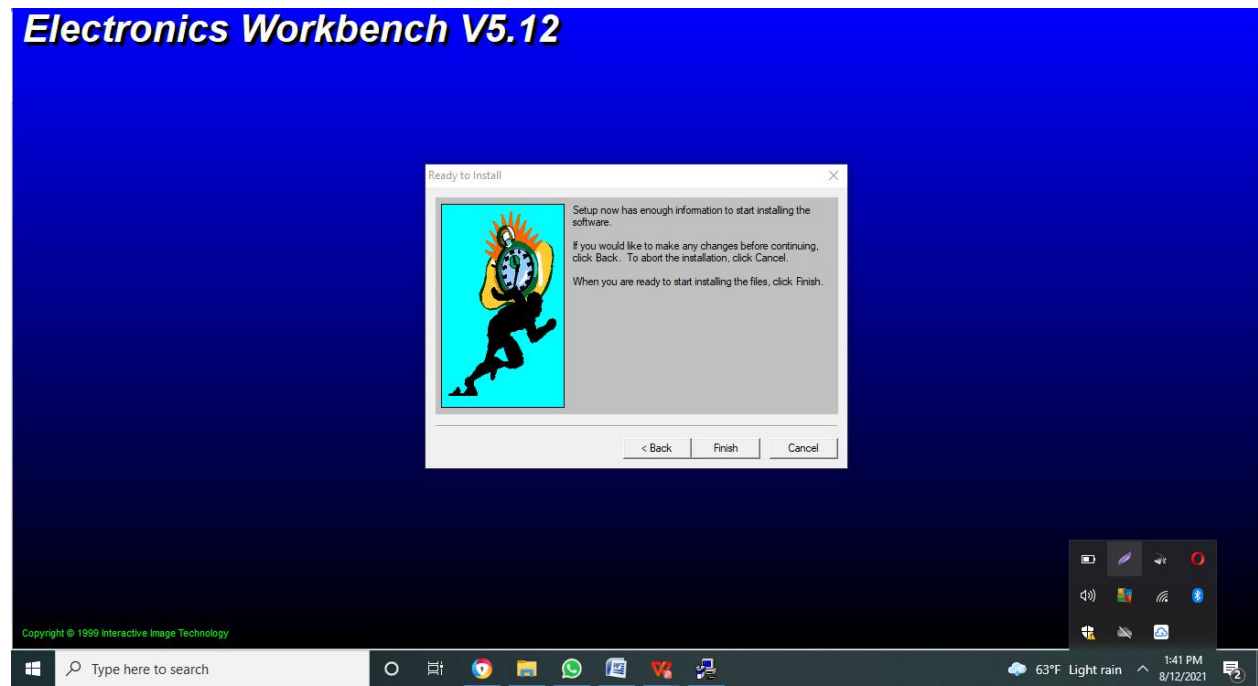 Electronics Workbench V5.12
Ready to Install
Setup now has enough information to start installing the
software.
If you would like to make any changes before continuing,
click Back. To abort the installation, click Cancel.
When you are ready to start installing the files, click Finish.
< Back
Finish
Cancel
Copyright © 1999 Interactive Image Technology
Type here to search
63°F Light rain
1:41 PM
8/12/2021
2